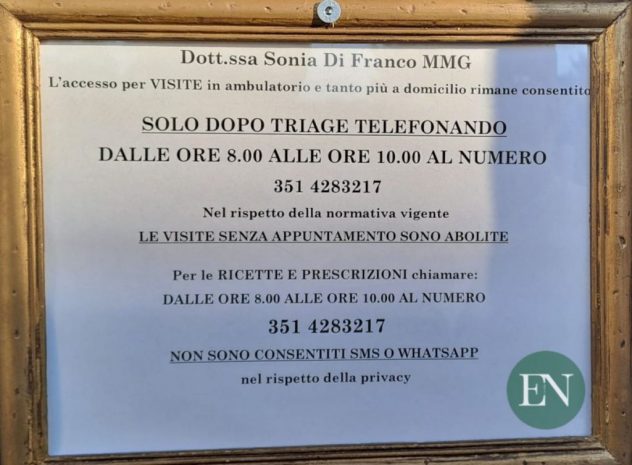 Dott.ssa Sonia Di Franco MMG
L'accesso per VISITE in ambulatorio e tanto più a domicilio rimane consentito
SOLO DOPO TRIAGE TELEFONANDO
DALLE ORE 8.00 ALLE ORE 10.00 AL NUMERO
351 4283217
Nel rispetto della normativa vigente
LE VISITE SENZA APPUNTAMENTO SONO ABOLITE
Per le RICETTE E PRESCRIZIONI chiamare:
DALLE ORE 8.00 ALLE ORE 10.00 AL NUMERO
351 4283217
NON SONO CONSENTITI SMS O WHATSAPP
nel rispetto della privacy
EN